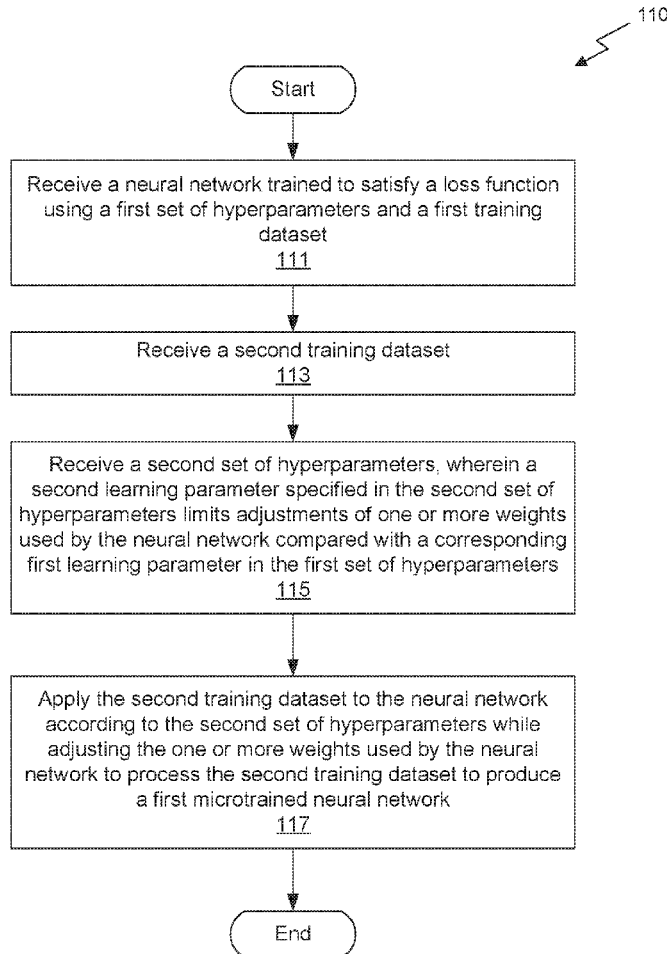 110
Start
Receive a neural network trained to satisfy a loss function
using a first set of hyperparameters and a first training
dataset
111
Receive a second training dataset
113
Receive a second set of hyperparameters, wherein a
second learning parameter specified in the second set of
hyperparameters limits adjustments of one or more weights
used by the neural network compared with a corresponding
first learning parameter in the first set of hyperparameters
115
Apply the second training dataset to the neural network
according to the second set of hyperparameters while
adjusting the one or more weights used by the neural
network to process the second training dataset to produce
a first microtrained neural network
117
End